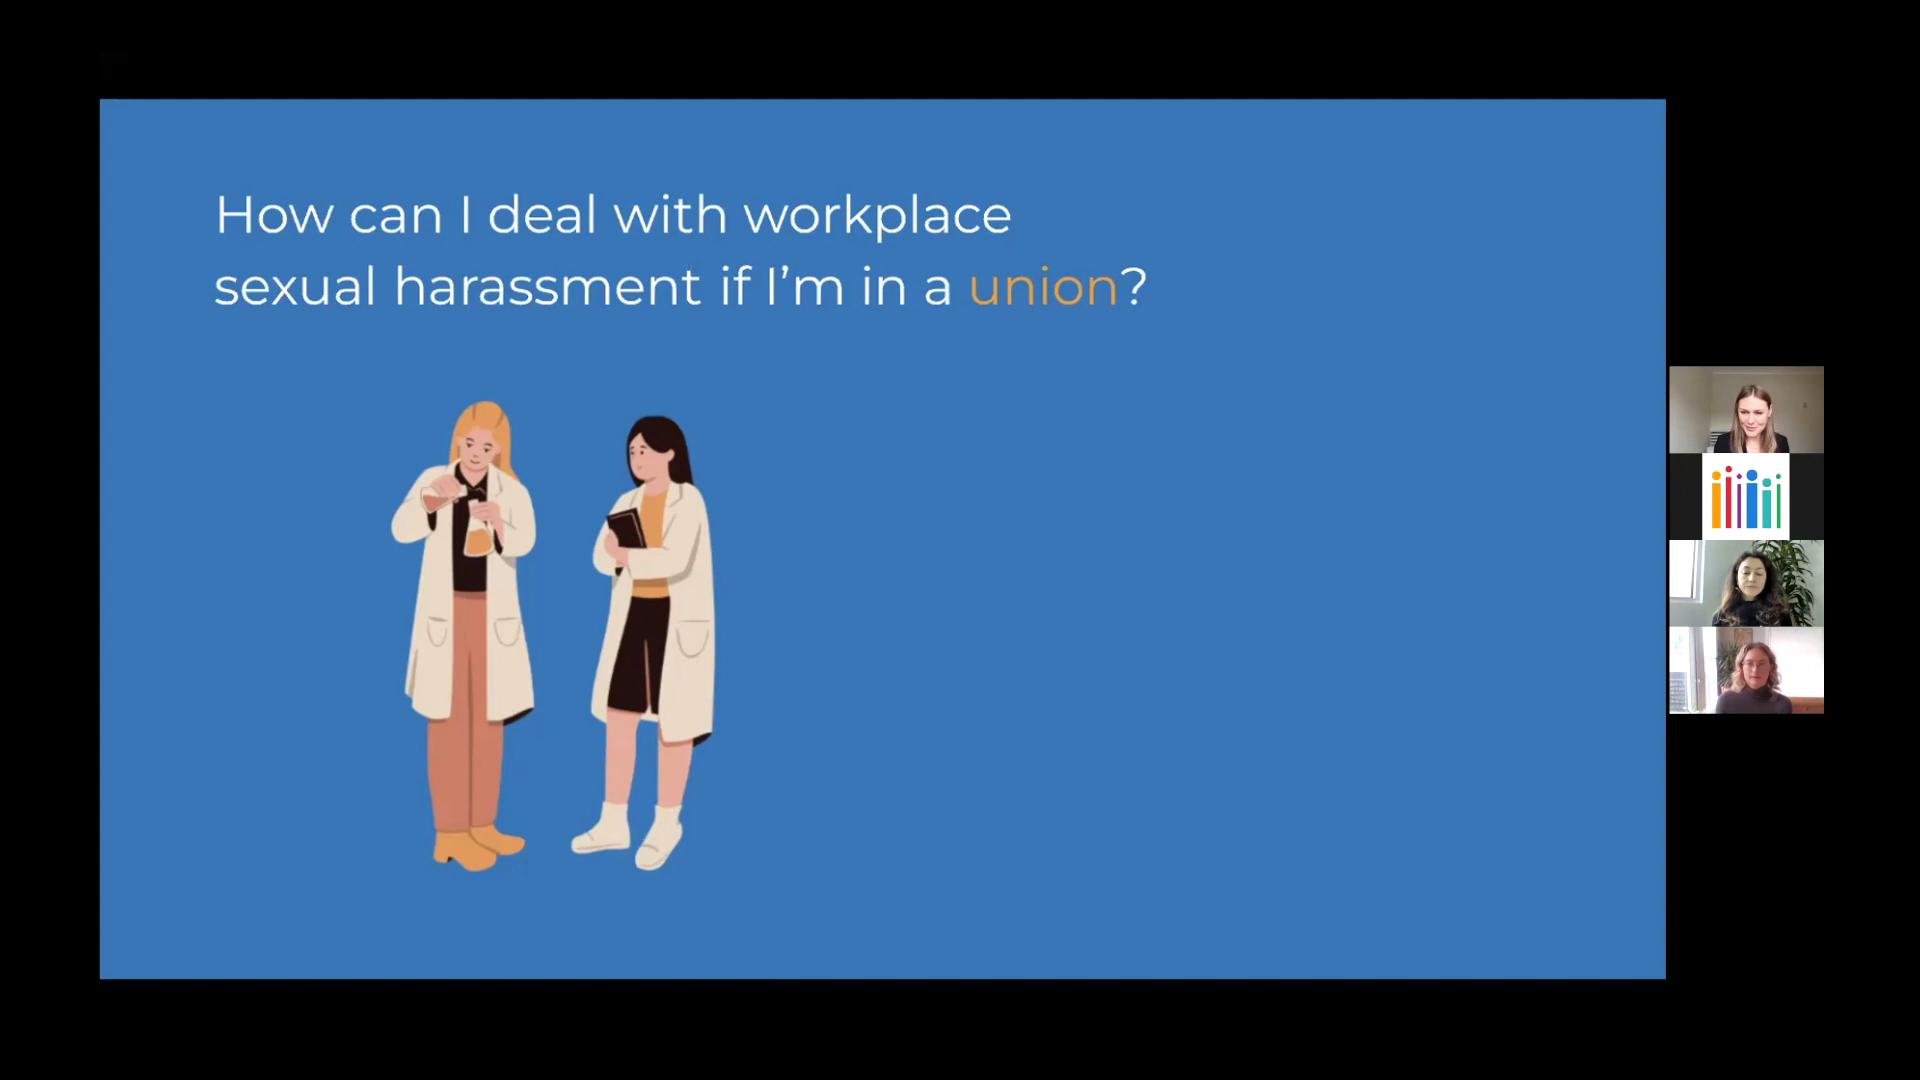 How can I deal with workplace
sexual harassment if I'm in a union?